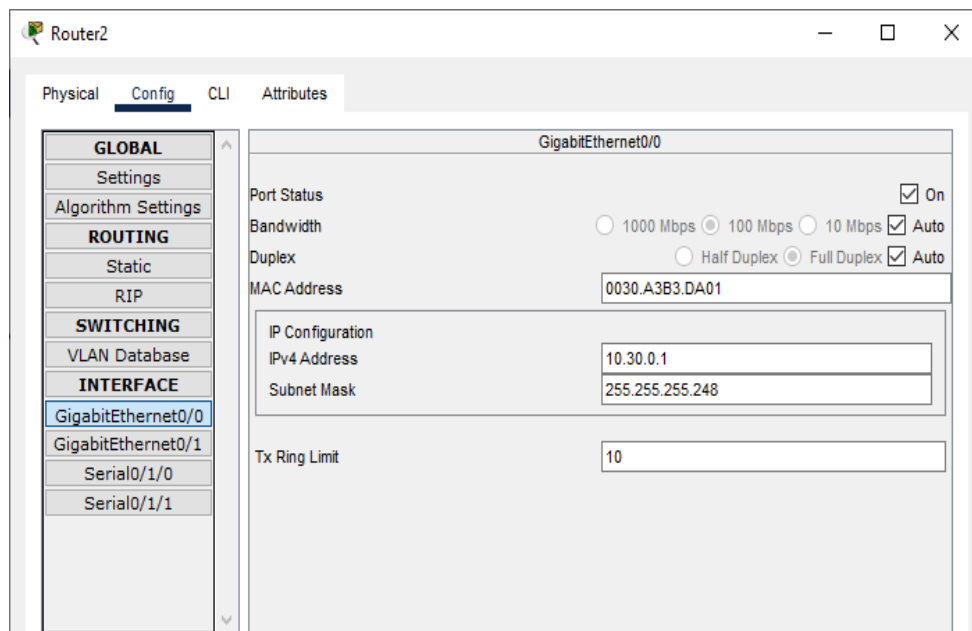 Router2
Physical Config CLI Attributes
GLOBAL
Settings
Algorithm Settings
ROUTING
Static
RIP
SWITCHING
VLAN Database
INTERFACE
GigabitEthernet0/0
GigabitEthernet0/1
Serial0/1/0
Serial0/1/1
GigabitEthernet0/0
Port Status On
Bandwidth 1000 Mbps 100 Mbps 10 Mbps Auto
Duplex Half Duplex Full Duplex Auto
MAC Address 0030.A3B3.DA01
IP Configuration
IPv4 Address 10.30.0.1
Subnet Mask 255.255.255.248
Tx Ring Limit 10